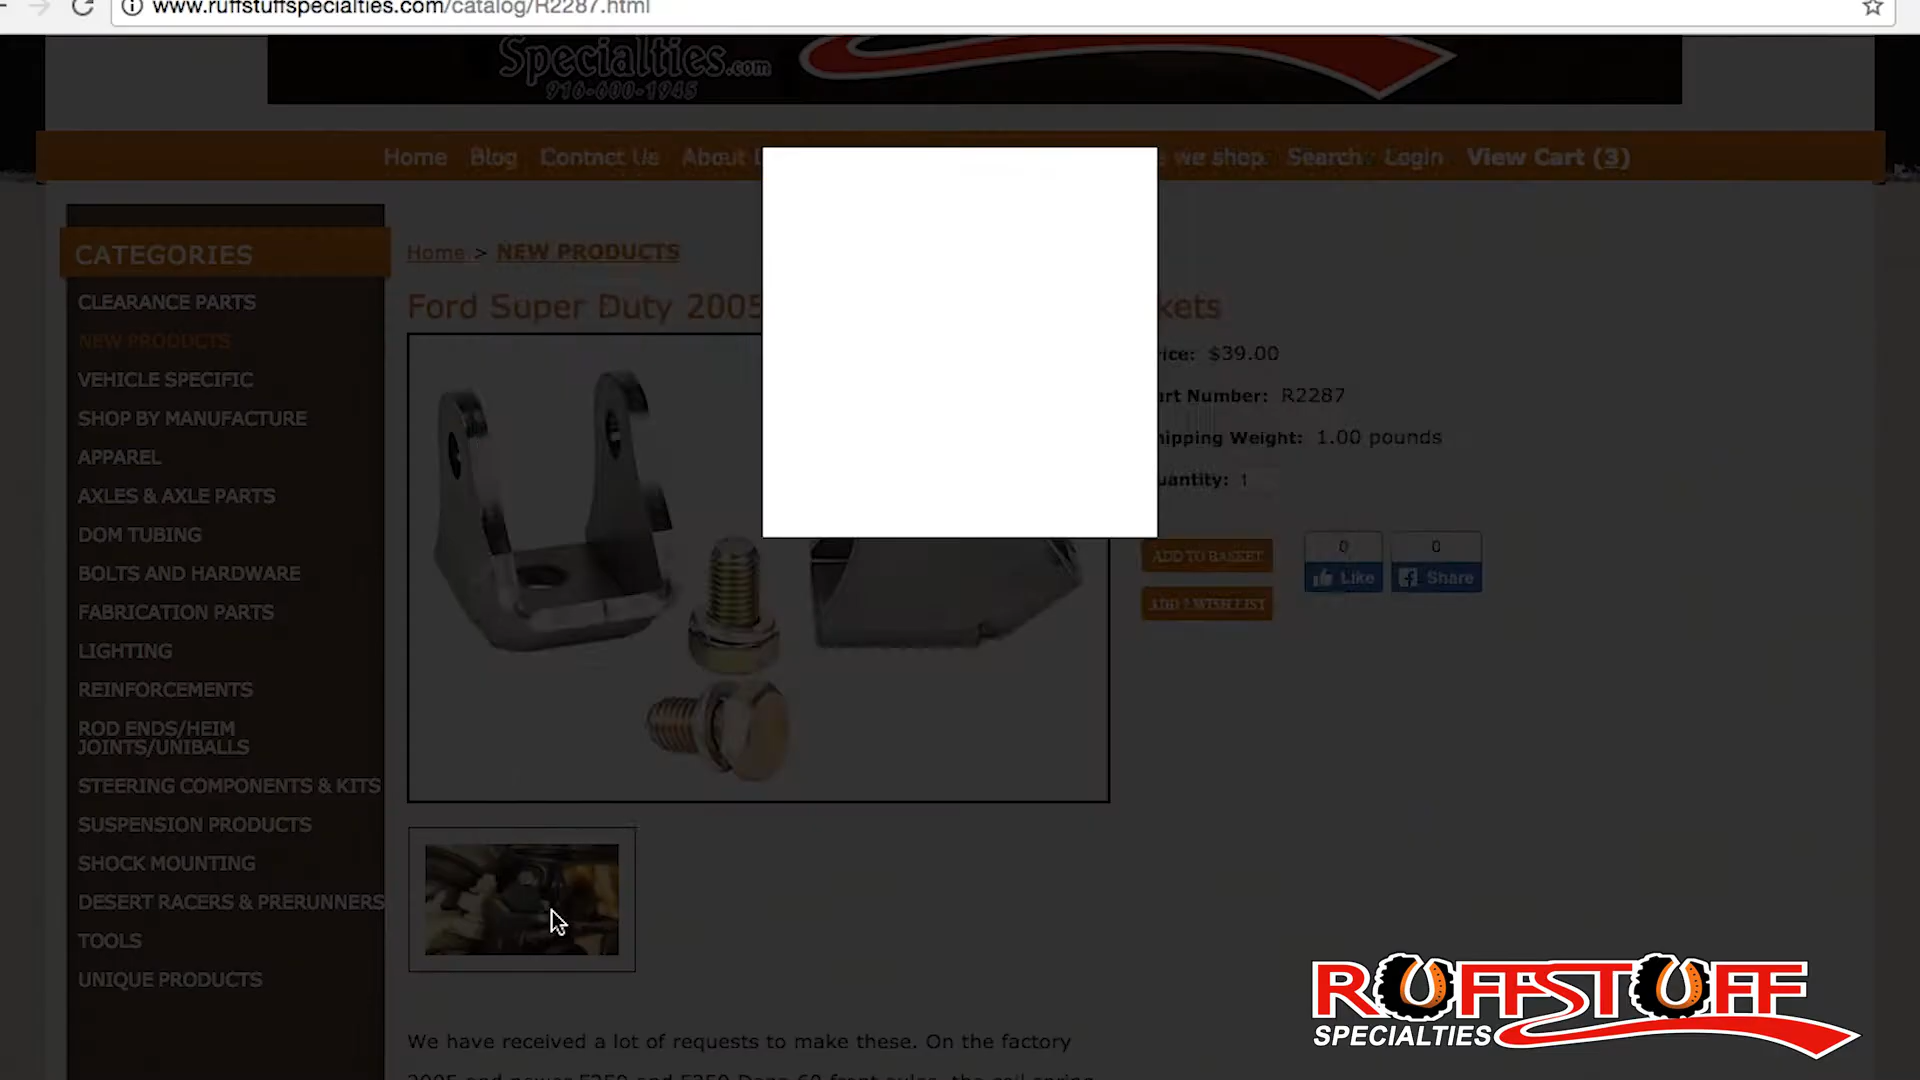 www.ruffstuffspecialties.com/catalog/R2287.html
Specialties.com
916-600-1945
Home Blog Contact Us About we shop Search Login View Cart (3)
CATEGORIES
CLEARANCE PARTS
NEW PRODUCTS
VEHICLE SPECIFIC
SHOP BY MANUFACTURE
APPAREL
AXLES & AXLE PARTS
DOM TUBING
BOLTS AND HARDWARE
FABRICATION PARTS
LIGHTING
REINFORCEMENTS
ROD ENDS/HEIM
JOINTS/UNIBALLS
STEERING COMPONENTS & KITS
SUSPENSION PRODUCTS
SHOCK MOUNTING
DESERT RACERS & PRERUNNERS
TOOLS
UNIQUE PRODUCTS
Home > NEW PRODUCTS
Ford Super Duty 2005 kets
ice: $39.00
rt Number: R2287
ipping Weight: 1.00 pounds
uantity: 1
ADD TO BASKET
ADD 2 WISH LIST
0
Like
0
Share
We have received a lot of requests to make these. On the factory
RUFFSTUFF
SPECIALTIES